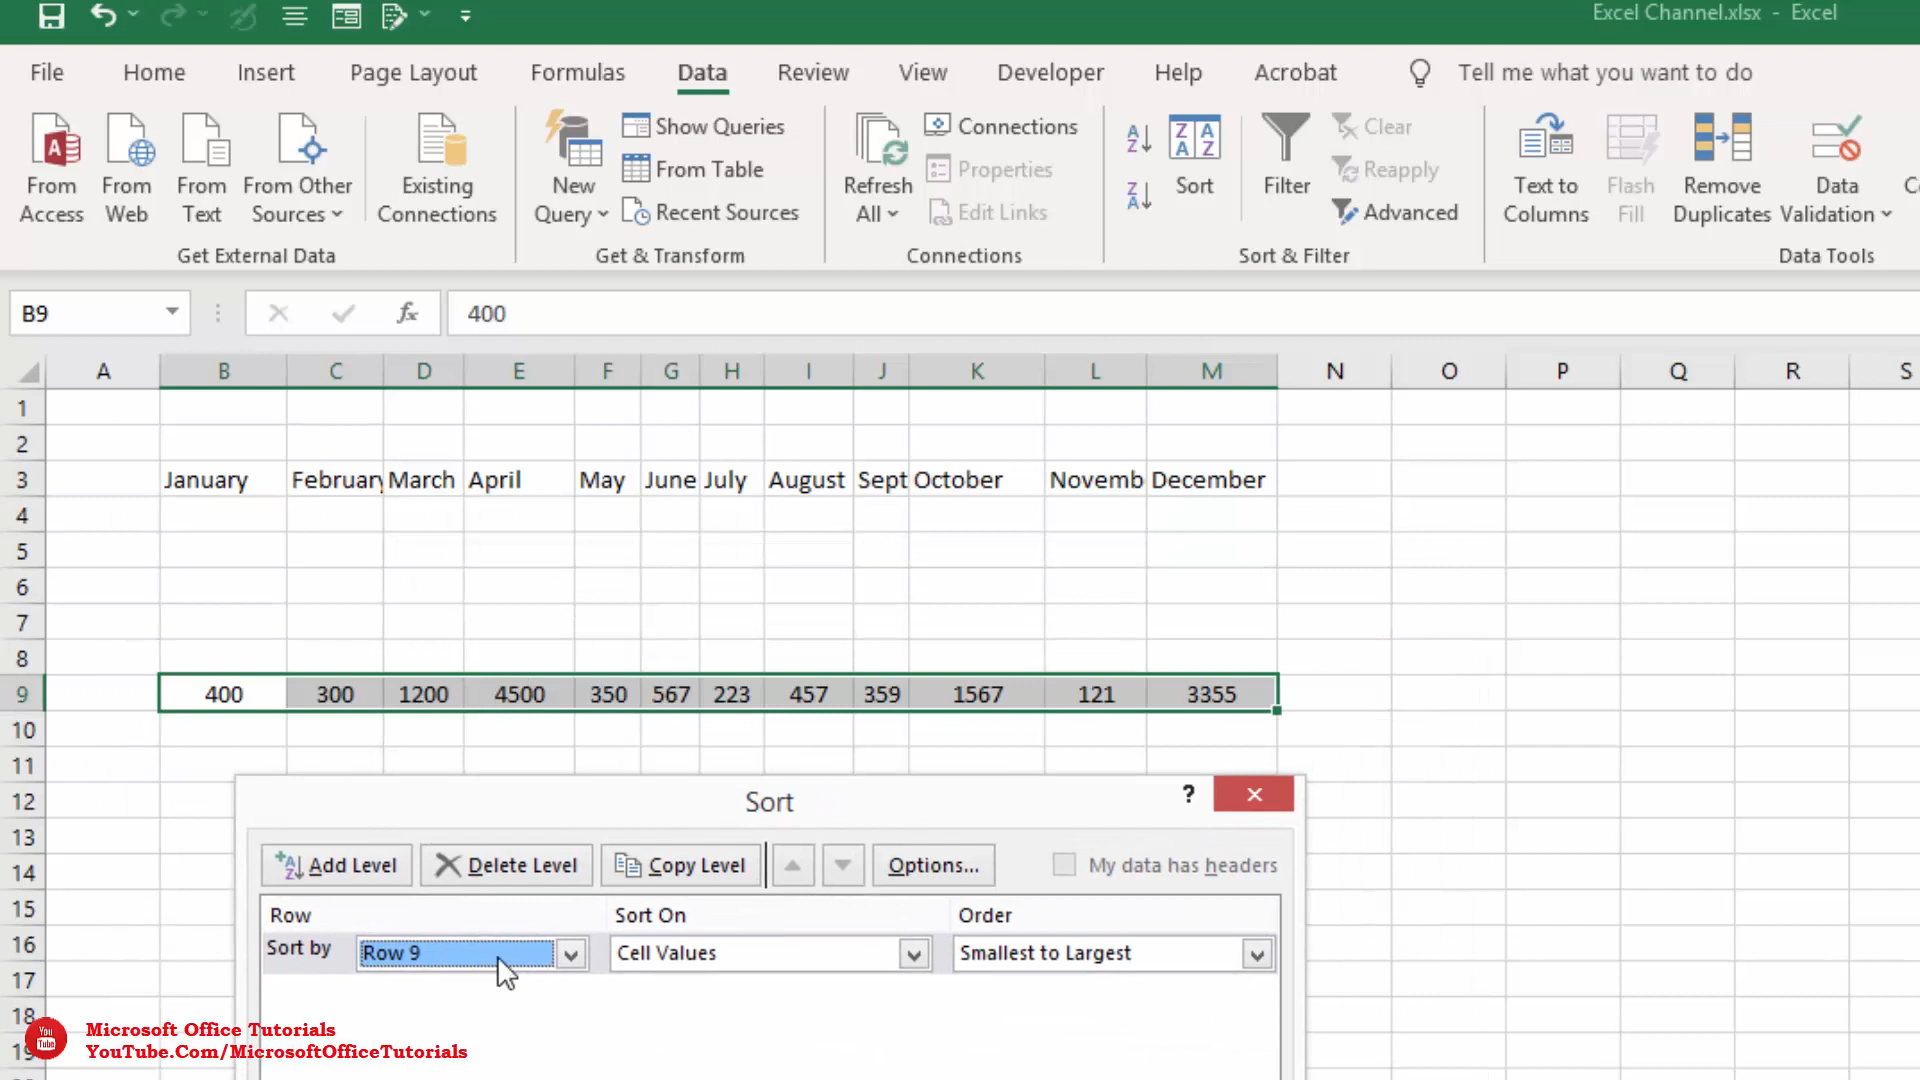 Excel Channel.xlsx - Excel
File Home Insert Page Layout Formulas Data Review View Developer Help Acrobat Tell me what you want to do
From Access
From Web
From Text
From Other Sources
Existing Connections
Get External Data
New Query
Show Queries
From Table
Recent Sources
Get & Transform
Refresh All
Connections
Properties
Edit Links
Connections
Sort
Filter
Clear
Reapply
Advanced
Sort & Filter
Text to Columns
Flash Fill
Remove Duplicates
Data Validation
Data Tools
B9 fx 400
A B C D E F G H I J K L M N O P Q R S
1
2
3 January February March April May June July August Sept October Novemb December
4
5
6
7
8
9 400 300 1200 4500 350 567 223 457 359 1567 121 3355
10
11
12
13
14
15
16
17
18
19
Sort ?
Add Level Delete Level Copy Level Options... My data has headers
Row Sort On Order
Sort by Row 9 Cell Values Smallest to Largest
You Tube
Microsoft Office Tutorials
YouTube.Com/MicrosoftOfficeTutorials